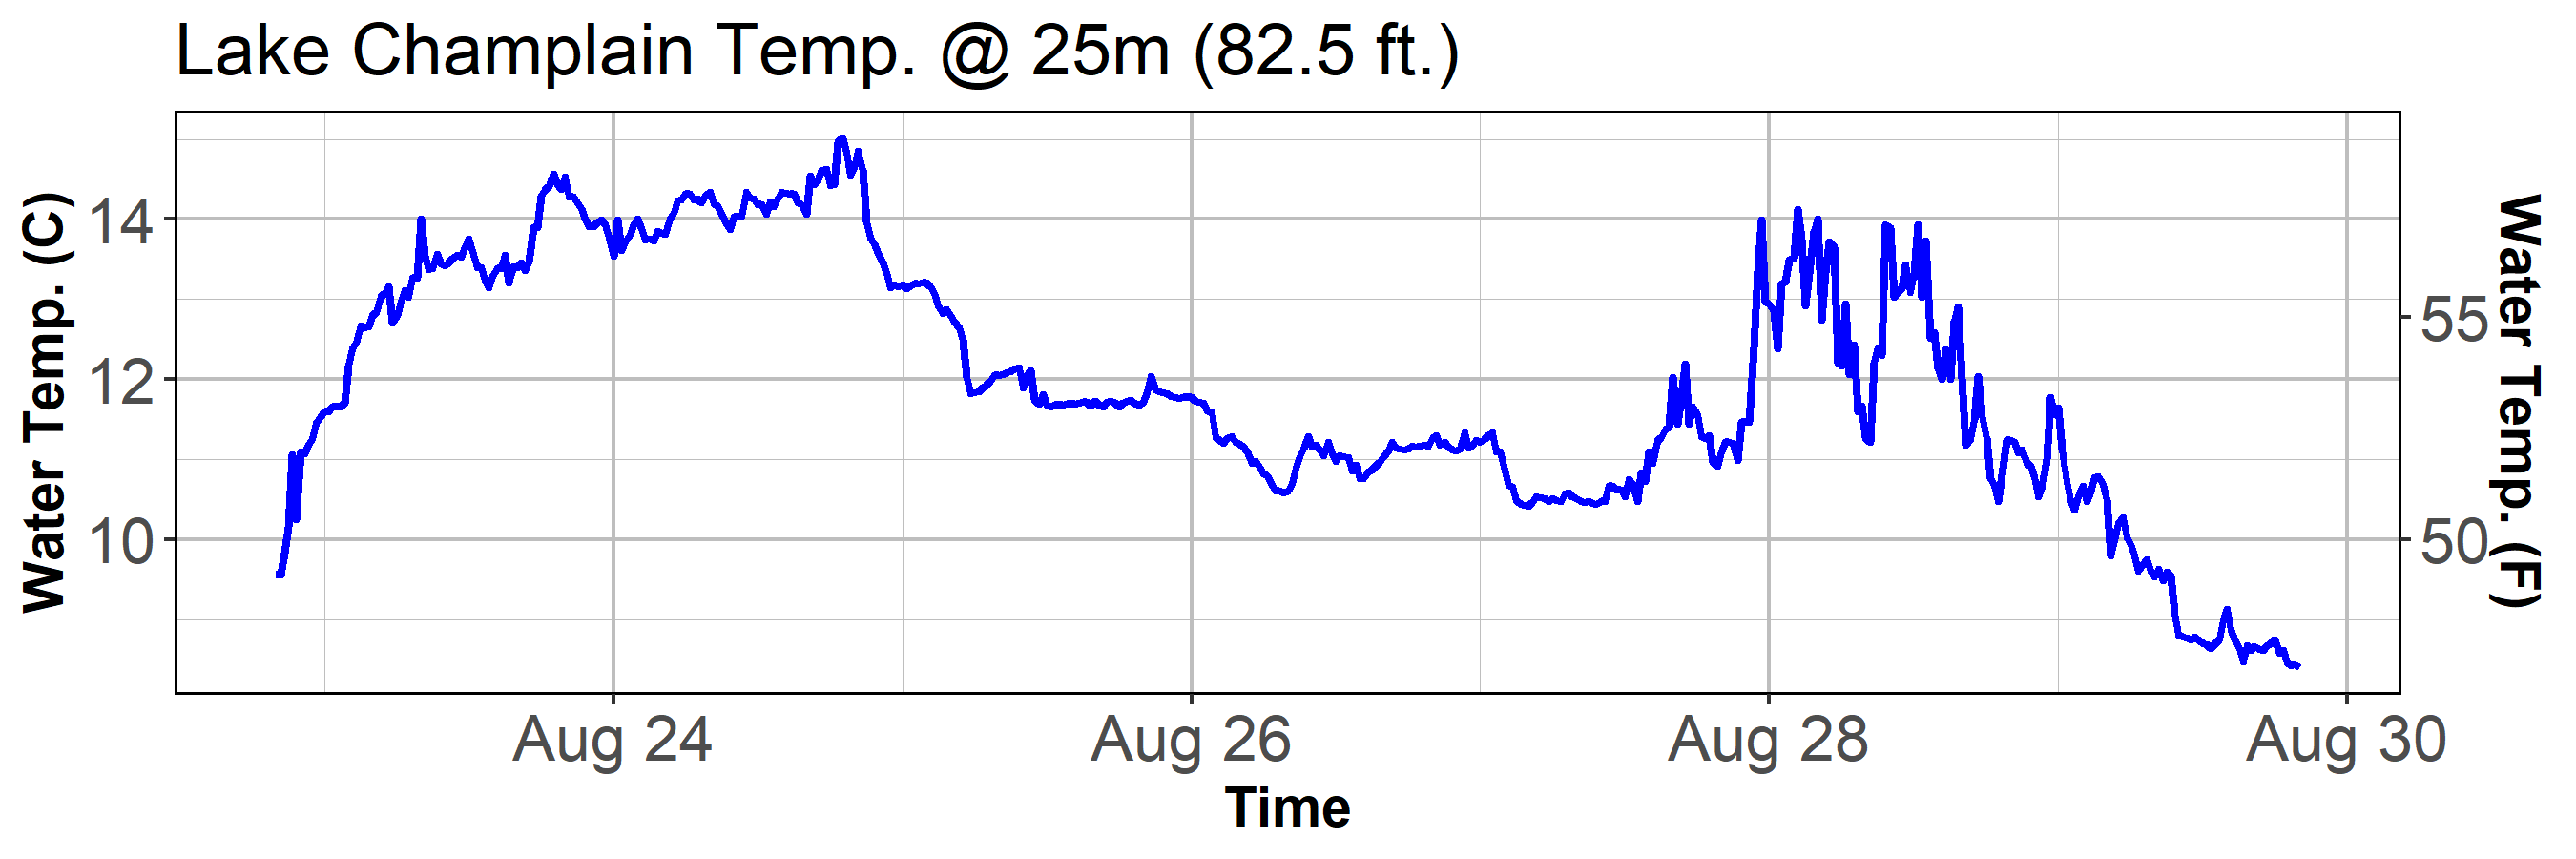 Lake Champlain Temp. @ 25m (82.5 ft.)
Water Temp. (C)
14
12
10
55
50
Water Temp. (F)
Aug 24
Aug 26
Aug 28
Aug 30
Time